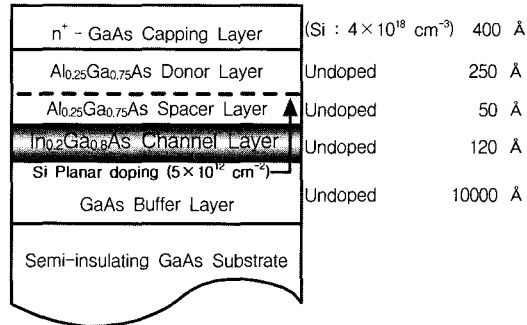 n⁺ - GaAs Capping Layer (Si : 4×10¹⁸ cm⁻³) 400 Å
Al₀.₂₅Ga₀.₇₅As Donor Layer Undoped 250 Å
Al₀.₂₅Ga₀.₇₅As Spacer Layer Undoped 50 Å
In₀.₂Ga₀.₈As Channel Layer Undoped 120 Å
Si Planar doping (5×10¹² cm⁻²)
GaAs Buffer Layer Undoped 10000 Å
Semi-insulating GaAs Substrate